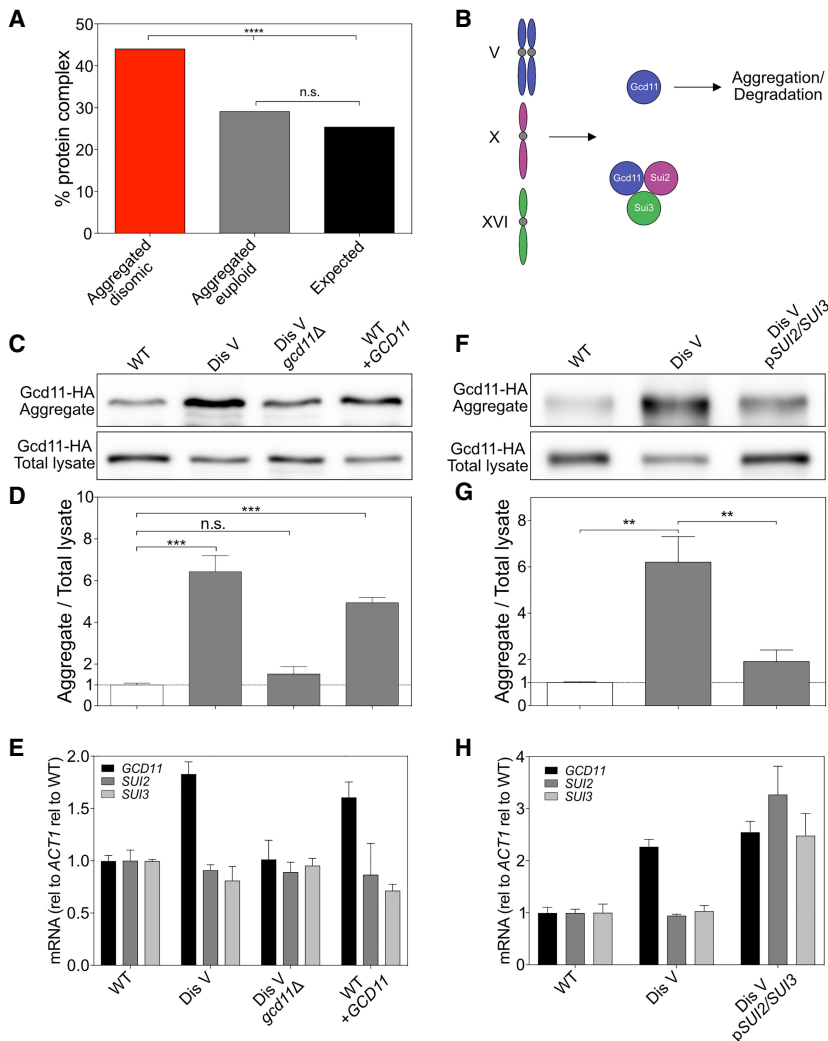 A
% protein complex
50
40
30
20
10
0
****
n.s.
Aggregated disomic
Aggregated euploid
Expected
B
V
X
XVI
Gcd11
Aggregation/
Degradation
Gcd11
Sui2
Sui3
C
WT
Dis V
Dis V gcd11Δ
WT +GCD11
Gcd11-HA
Aggregate
Gcd11-HA
Total lysate
D
Aggregate / Total lysate
10
8
6
4
2
1
0
***
n.s.
***
E
mRNA (rel to ACT1 rel to WT)
2.0
1.5
1.0
0.5
0.0
GCD11
SUI2
SUI3
WT
Dis V
Dis V gcd11Δ
WT +GCD11
F
WT
Dis V
Dis V pSUI2/SUI3
Gcd11-HA
Aggregate
Gcd11-HA
Total lysate
G
Aggregate / Total lysate
8
6
4
2
1
0
**
**
H
mRNA (rel to ACT1 rel to WT)
4
3
2
1
0
GCD11
SUI2
SUI3
WT
Dis V
Dis V pSUI2/SUI3